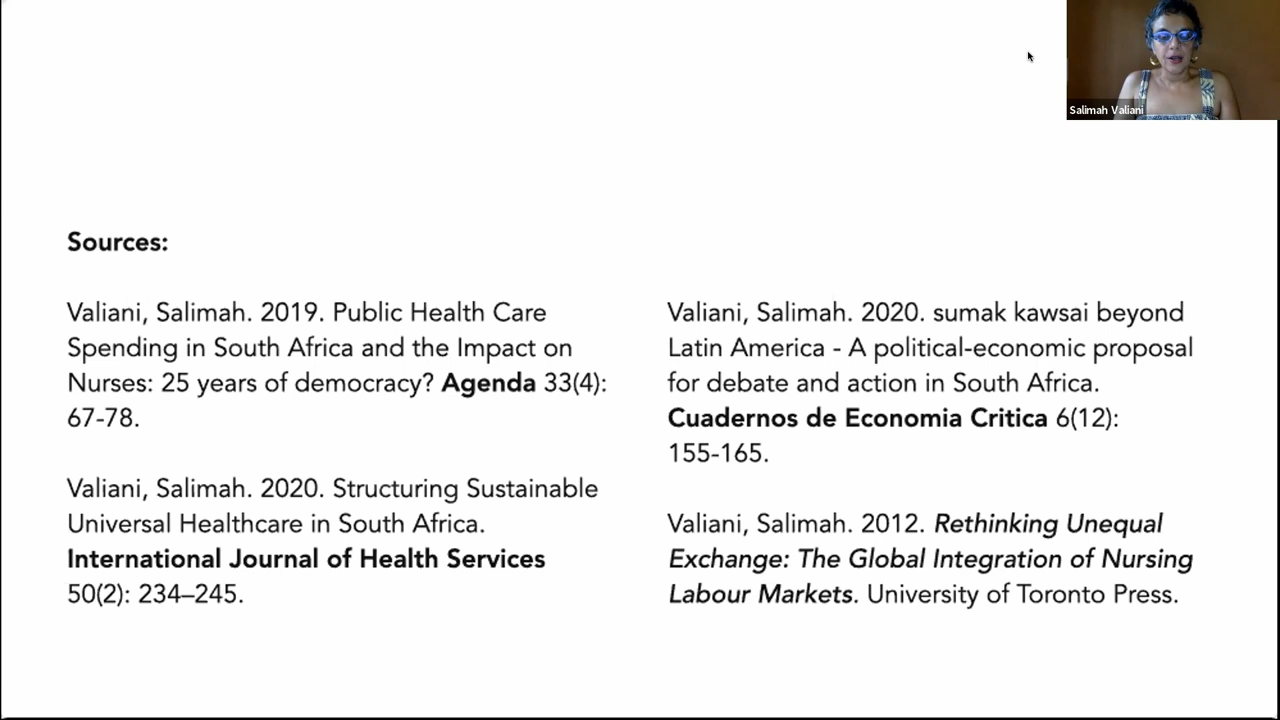 Salimah Valiani
Sources:
Valiani, Salimah. 2019. Public Health Care
Spending in South Africa and the Impact on
Nurses: 25 years of democracy? Agenda 33(4):
67-78.
Valiani, Salimah. 2020. Structuring Sustainable
Universal Healthcare in South Africa.
International Journal of Health Services
50(2): 234–245.
Valiani, Salimah. 2020. sumak kawsai beyond
Latin America - A political-economic proposal
for debate and action in South Africa.
Cuadernos de Economia Critica 6(12):
155-165.
Valiani, Salimah. 2012. Rethinking Unequal
Exchange: The Global Integration of Nursing
Labour Markets. University of Toronto Press.